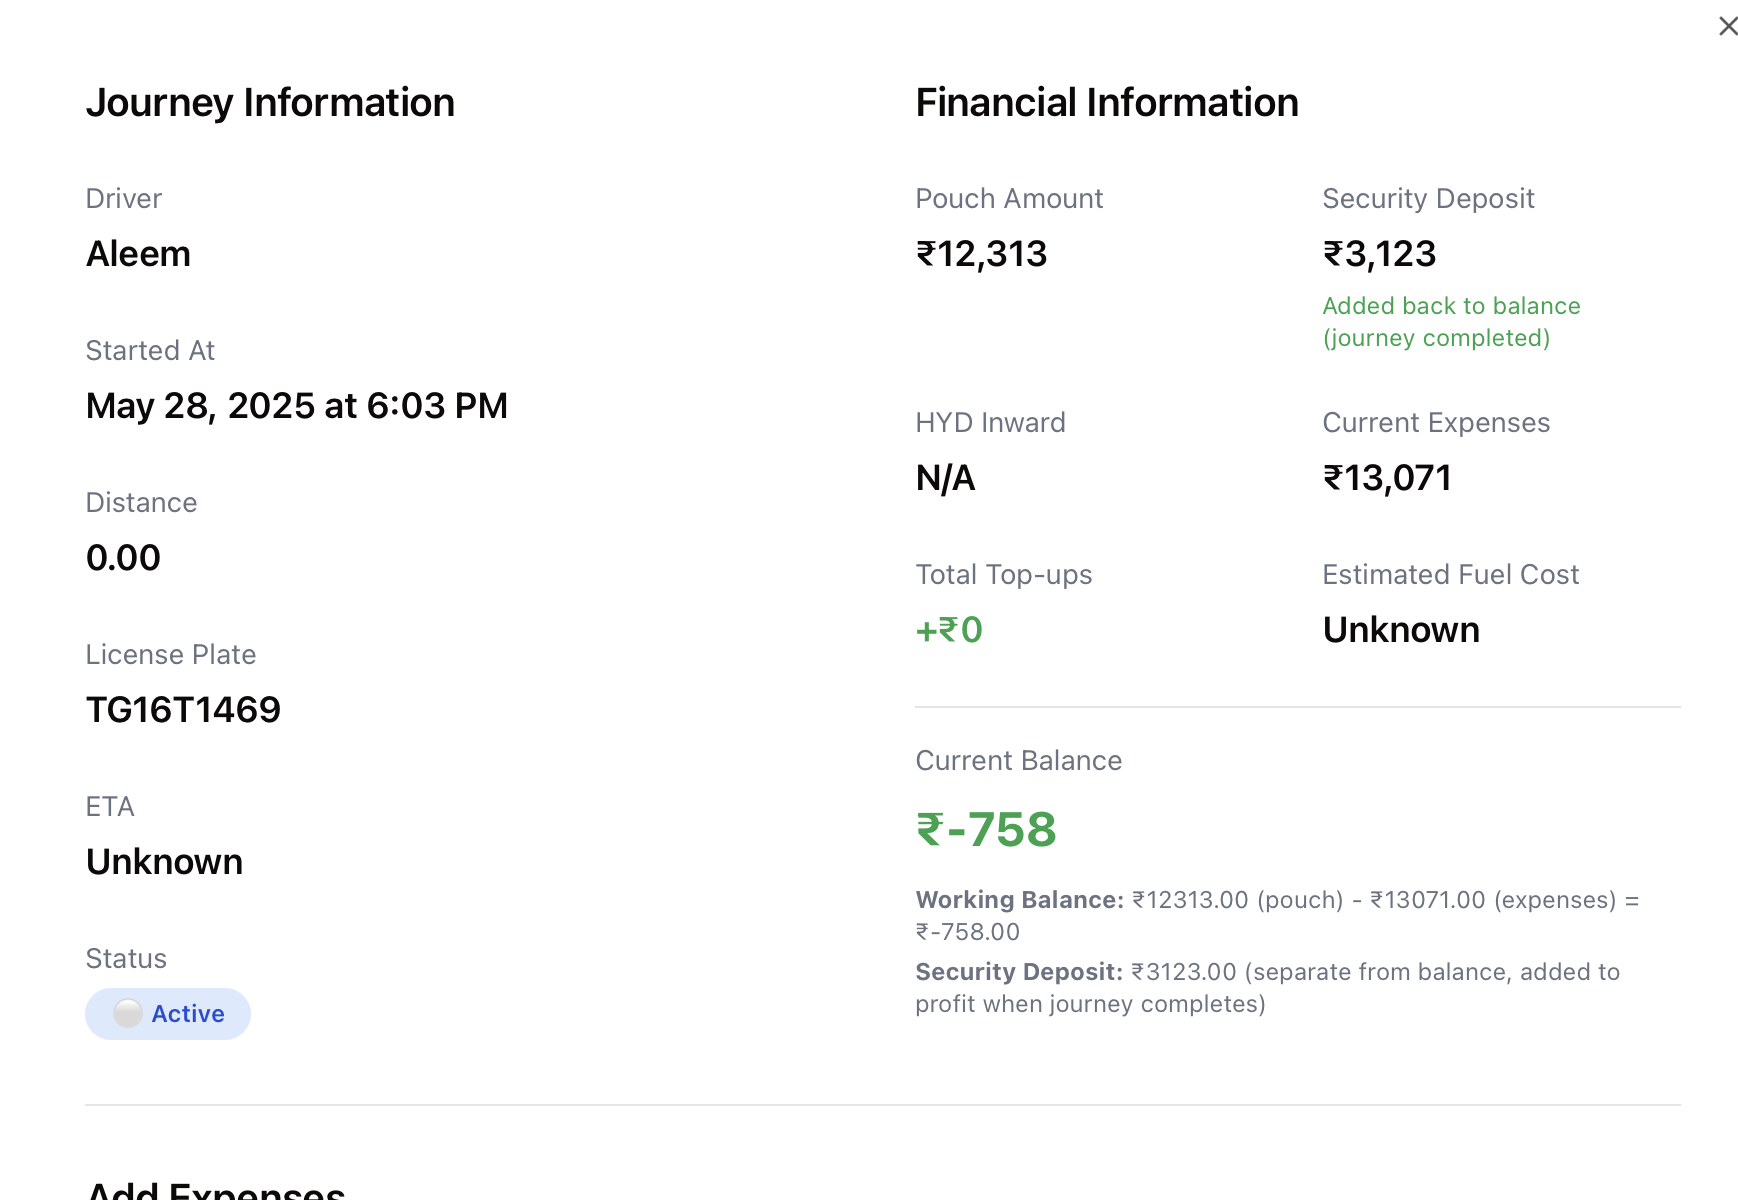 Journey Information
Driver
Aleem
Started At
May 28, 2025 at 6:03 PM
Distance
0.00
License Plate
TG16T1469
ETA
Unknown
Status
Active
Financial Information
Pouch Amount
₹12,313
Security Deposit
₹3,123
Added back to balance
(journey completed)
HYD Inward
N/A
Current Expenses
₹13,071
Total Top-ups
+₹0
Estimated Fuel Cost
Unknown
Current Balance
₹-758
Working Balance: ₹12313.00 (pouch) - ₹13071.00 (expenses) =
₹-758.00
Security Deposit: ₹3123.00 (separate from balance, added to
profit when journey completes)
Add Expenses